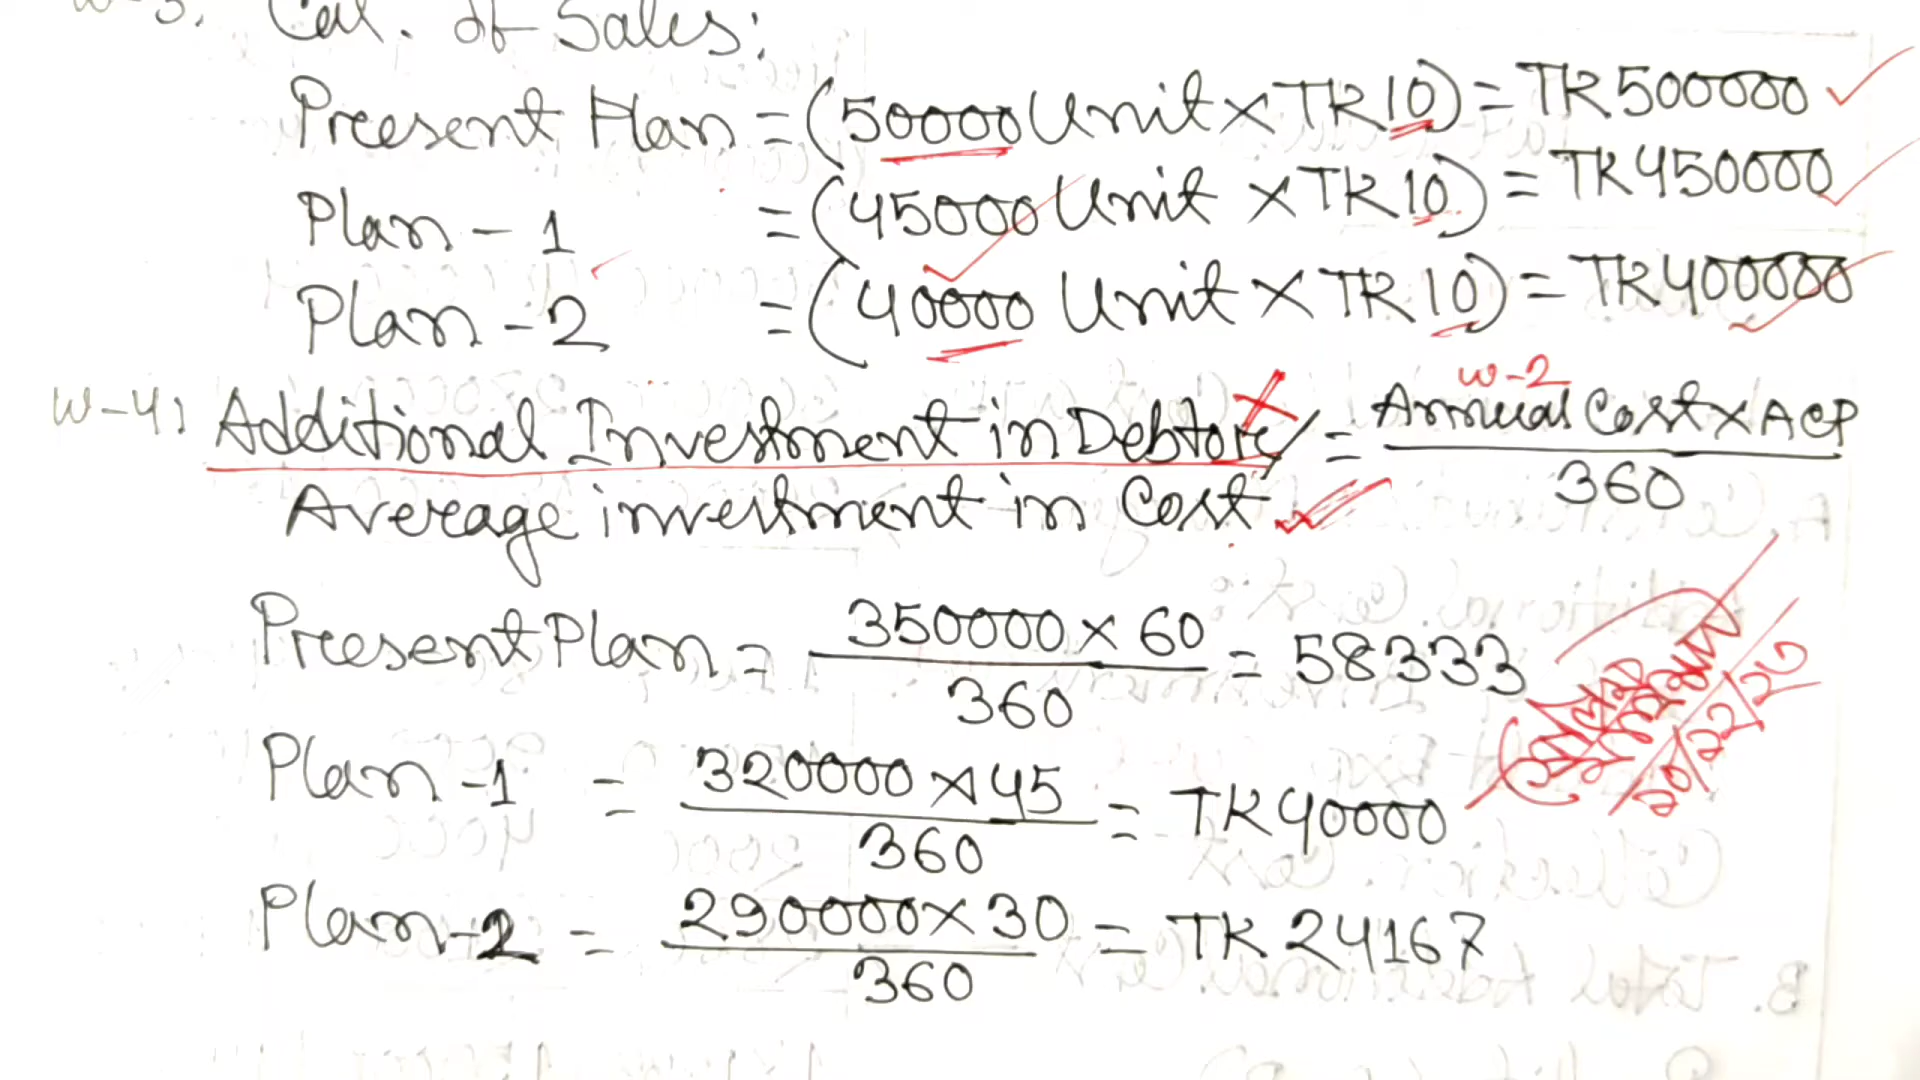 W-3. Cal. of Sales:
Present Plan = (50000 Unit × TK 10) = TK 500000
Plan - 1 = (45000 Unit × TK 10) = TK 450000
Plan - 2 = (40000 Unit × TK 10) = TK 400000
W-4: Additional Investment in Debtors/ = Annual Cost × ACP / 360
W-2
Average investment in Cost
Present Plan = 350000 × 60 / 360 = 58333
Plan - 1 = 320000 × 45 / 360 = TK 40000
Plan - 2 = 290000 × 30 / 360 = TK 24167